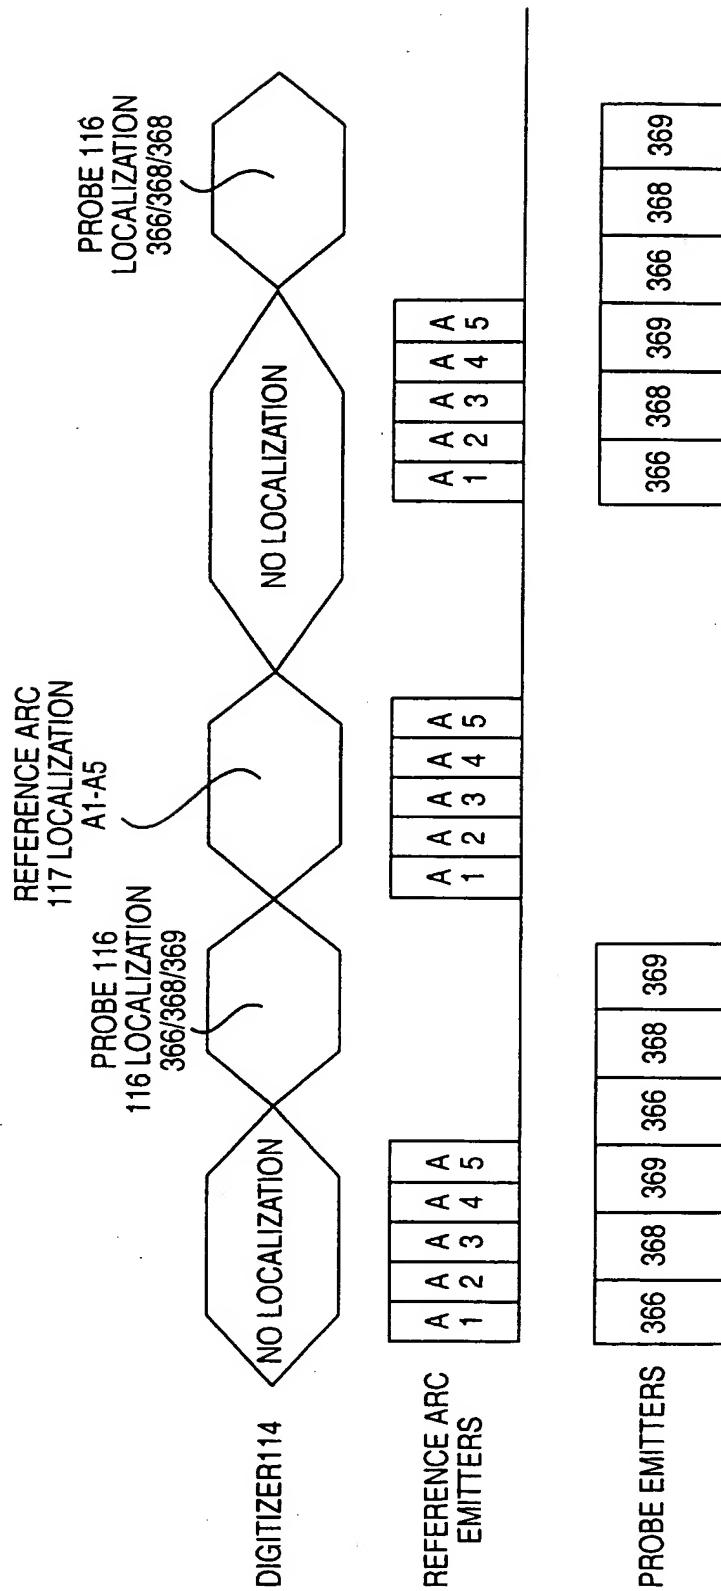 PROBE 116
116 LOCALIZATION
366/368/369
REFERENCE ARC
117 LOCALIZATION
A1-A5
PROBE 116
LOCALIZATION
366/368/368
DIGITIZER114
NO LOCALIZATION
NO LOCALIZATION
REFERENCE ARC
EMITTERS
A A A A A
1 2 3 4 5
A A A A A
1 2 3 4 5
A A A A A
1 2 3 4 5
PROBE EMITTERS
366 368 369 366 368 369
366 368 369 366 368 369